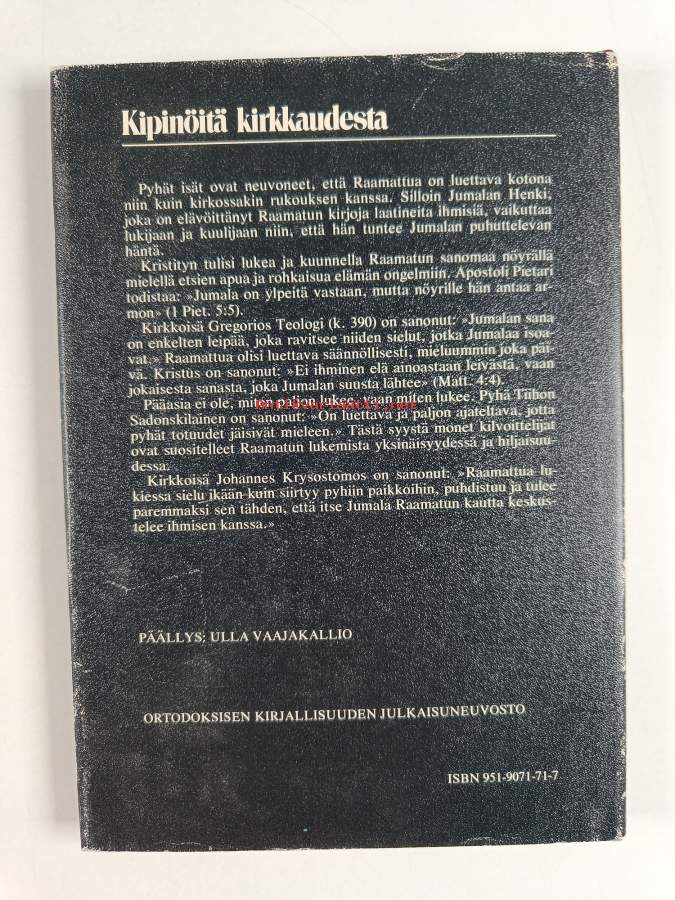 Kipinöitä kirkkaudesta
Pyhät isät ovat neuvoneet, että Raamattua on luettava kotona
niin kuin kirkossakin rukouksen kanssa. Silloin Jumalan Henki,
joka on elävöittänyt Raamatun kirjoja laatineita ihmisiä, vaikuttaa
lukijaan ja kuulijaan niin, että hän tuntee Jumalan puhuttelevan
häntä.
Kristityn tulisi lukea ja kuunnella Raamatun sanomaa nöyrällä
mielellä etsien apua ja rohkaisua elämän ongelmiin. Apostoli Pietari
todistaa: »Jumala on ylpeitä vastaan, mutta nöyrille hän antaa ar-
mon» (1 Piet. 5:5).
Kirkkoisä Gregorios Teologi (k. 390) on sanonut: »Jumalan sana
on enkelten leipää, joka ravitsee niiden sielut, jotka Jumalaa isoa-
vat.» Raamattua olisi luettava säännöllisesti, mieluummin joka päi-
vä. Kristus on sanonut: »Ei ihminen elä ainoastaan leivästä, vaan
jokaisesta sanasta, joka Jumalan suusta lähtee» (Matt. 4:4).
Pääasia ei ole, miten paljon lukee, lukee. Pyhä Tiihon
Sadonskilainen on sanonut: »On luettava ja paljon ajateltava, jotta
pyhät totuudet jäisivät mieleen.» Tästä syystä monet kilvoittelijat
ovat suositelleet Raamatun lukemista yksinäisyydessä ja hiljaisuu-
dessa.
Kirkkoisä Johannes Krysostomos on sanonut: »Raamattua lu-
kiessa sielu ikään kuin siirtyy pyhiin paikkoihin, puhdistuu ja tulee
paremmaksi sen tähden, että itse Jumala Raamatun kautta keskus-
telee ihmisen kanssa.»
PÄÄLLYS: ULLA VAAJAKALLIO
ORTODOKSISEN KIRJALLISUUDEN JULKAISUNEUVOSTO
ISBN 951-9071-71-7